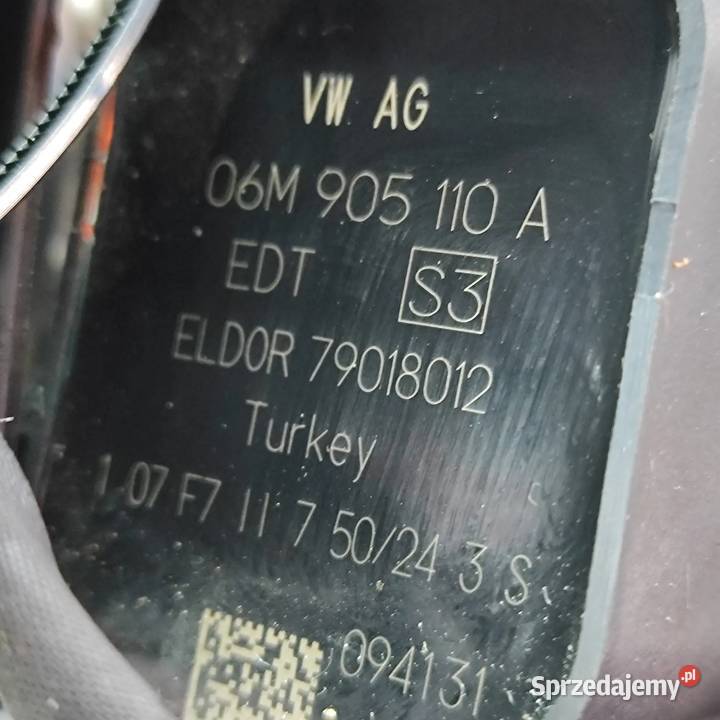 VW AG
06M 905 110 A
EDT S3
ELDOR 79018012
Turkey
1 07 F7 11 7 50/24 3 S
094131
Sprzedajemy.pl